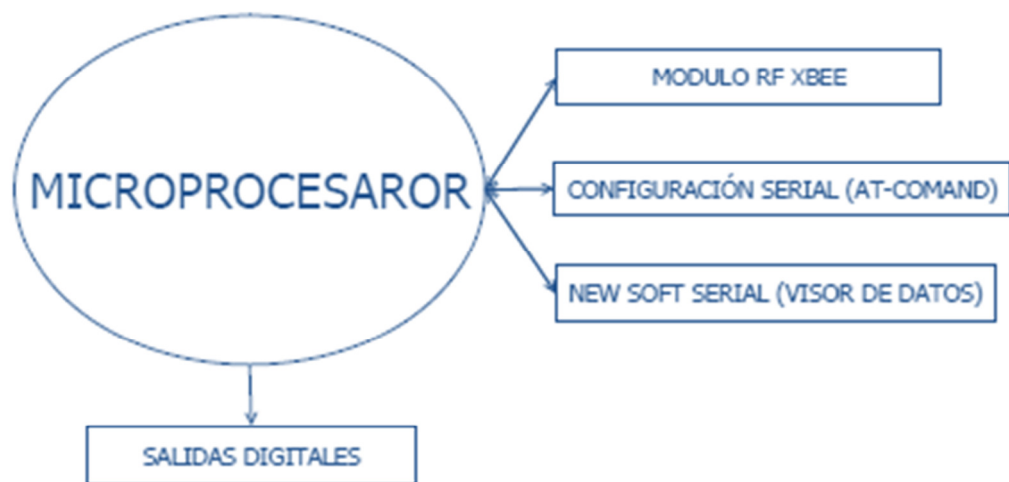 MODULO RF XBEE
MICROPROCESAROR
CONFIGURACIÓN SERIAL (AT-COMAND)
NEW SOFT SERIAL (VISOR DE DATOS)
SALIDAS DIGITALES